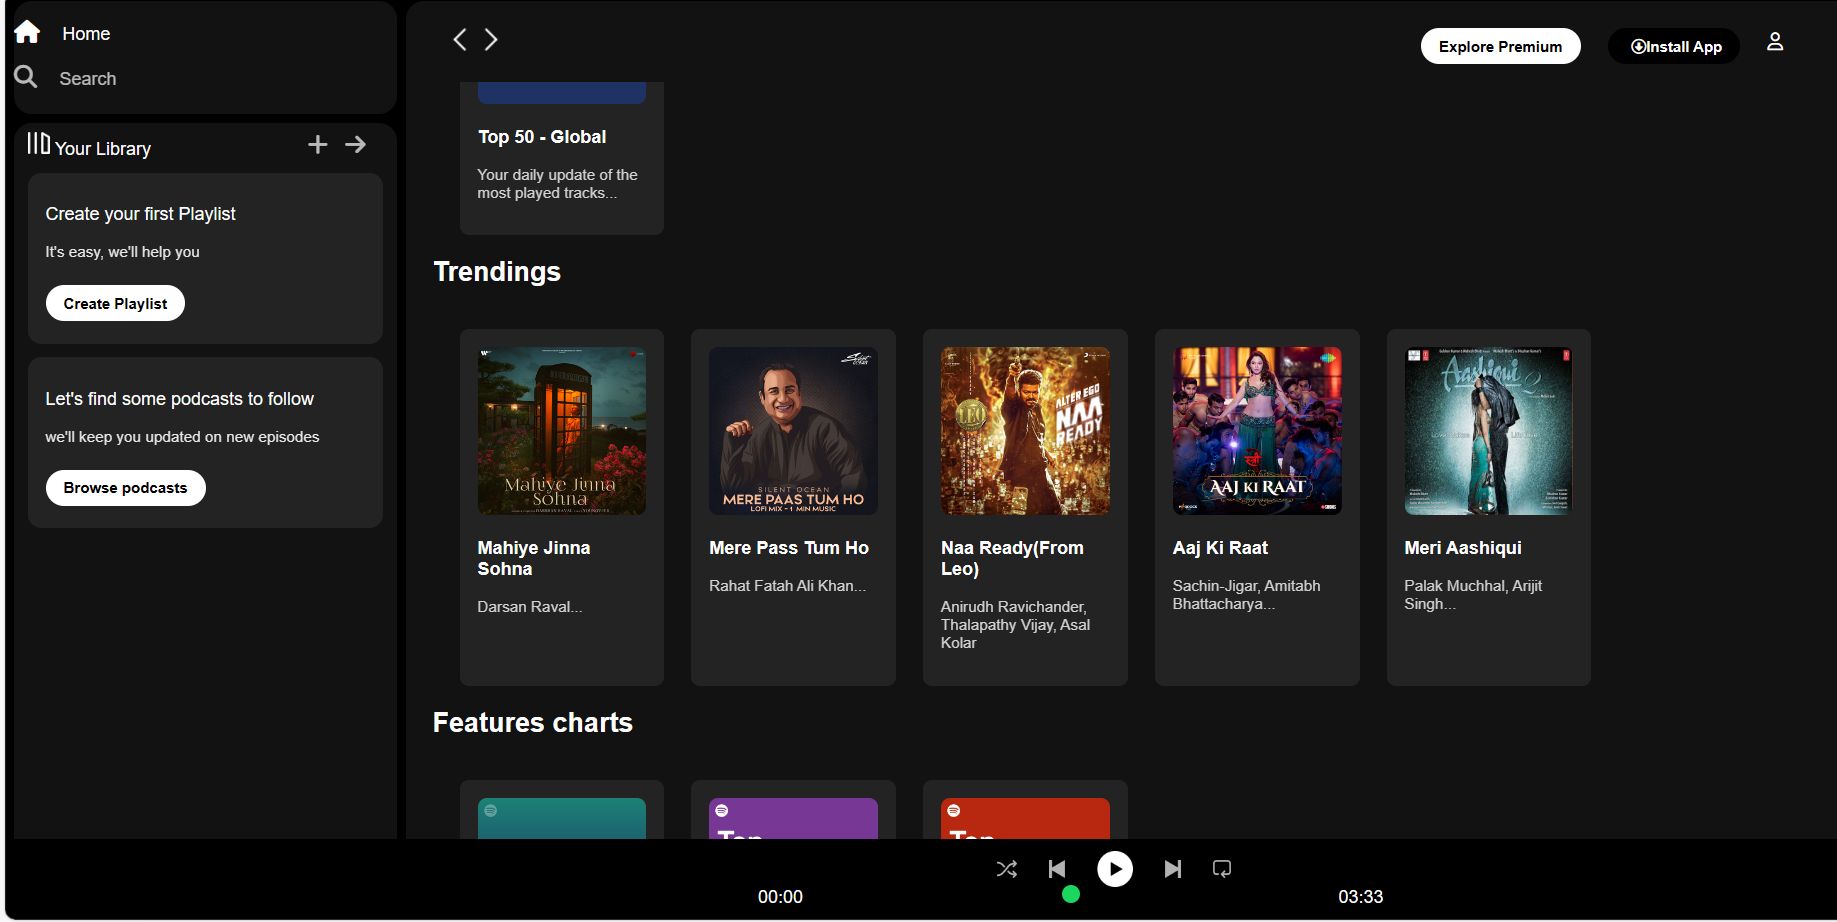 Home
Search
Your Library
Create your first Playlist
It's easy, we'll help you
Create Playlist
Let's find some podcasts to follow
we'll keep you updated on new episodes
Browse podcasts
Explore Premium
Install App
Top 50 - Global
Your daily update of the
most played tracks...
Trendings
Mahiye Jinna
Sohna
Mahiye Jinna
Sohna
Darsan Raval...
SILENT OCEAN
MERE PAAS TUM HO
LOFI MIX - 1 MIN MUSIC
Mere Pass Tum Ho
Rahat Fatah Ali Khan...
LEO
ALTER EGO
NAA
READY
Naa Ready(From
Leo)
Anirudh Ravichander,
Thalapathy Vijay, Asal
Kolar
स्त्री
AAJ KI RAAT
Aaj Ki Raat
Sachin-Jigar, Amitabh
Bhattacharya...
Aashiqui 2
Meri Aashiqui
Palak Muchhal, Arijit
Singh...
Features charts
Top
Top
00:00
03:33